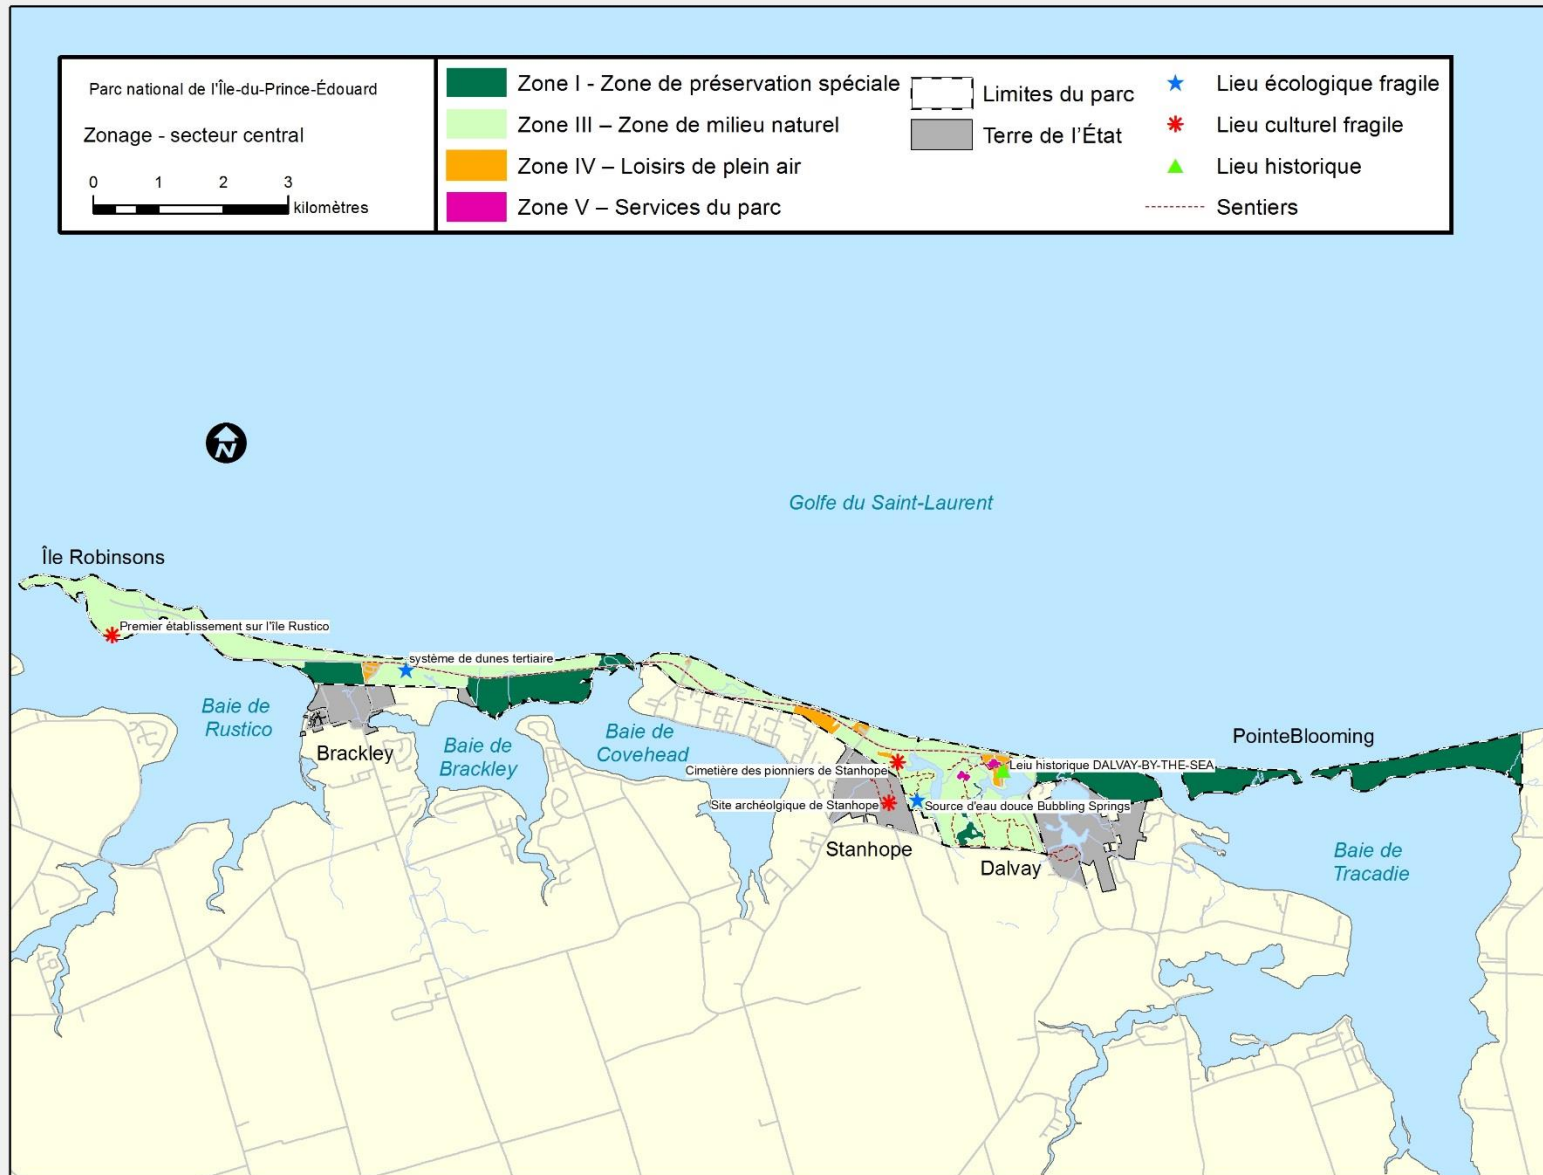 Parc national de l'Île-du-Prince-Édouard
Zonage - secteur central
0 1 2 3
kilomètres
Zone I - Zone de préservation spéciale
Zone III – Zone de milieu naturel
Zone IV – Loisirs de plein air
Zone V – Services du parc
Limites du parc
Terre de l'État
Lieu écologique fragile
Lieu culturel fragile
Lieu historique
Sentiers
N
Golfe du Saint-Laurent
Île Robinsons
Premier établissement sur l'île Rustico
système de dunes tertiaire
Baie de
Rustico
Brackley
Baie de
Brackley
Baie de
Covehead
PointeBlooming
Cimetière des pionniers de Stanhope
Leiu historique DALVAY-BY-THE-SEA
Site archéolgique de Stanhope
Source d'eau douce Bubbling Springs
Stanhope
Dalvay
Baie de
Tracadie